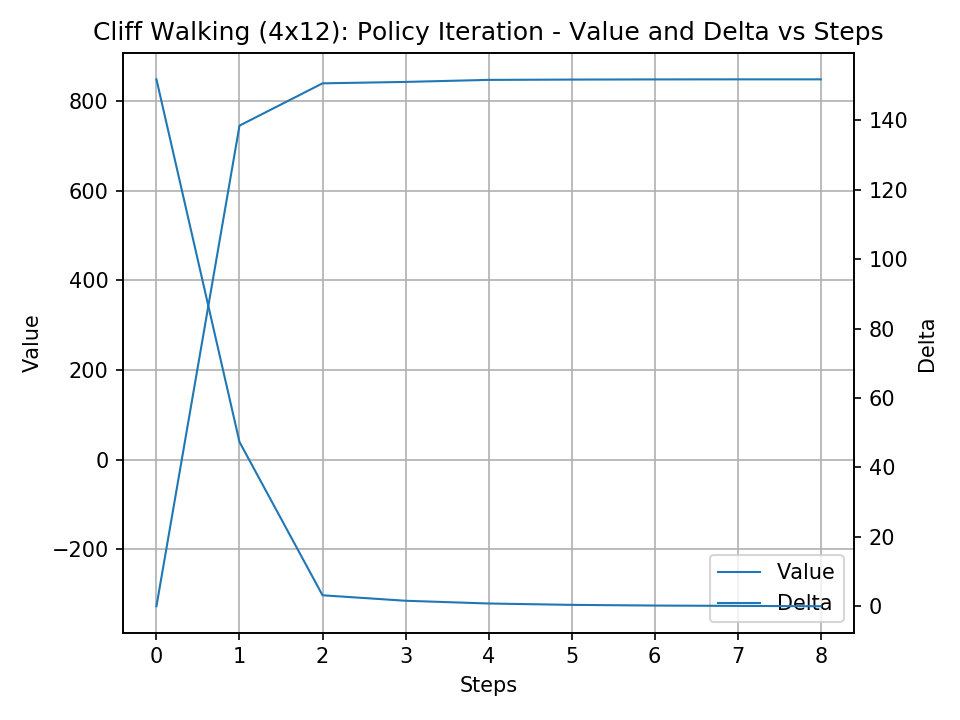 Cliff Walking (4x12): Policy Iteration - Value and Delta vs Steps
800
600
400
200
0
−200
Value
140
120
100
80
60
40
20
0
Delta
Value
Delta
0 1 2 3 4 5 6 7 8
Steps